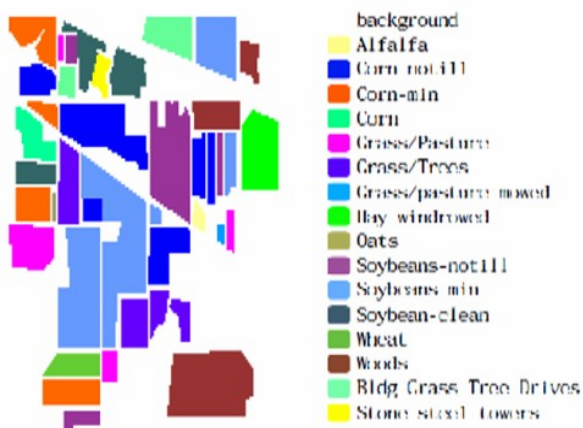 background
Alfalfa
Corn notill
Corn-min
Corn
Grass/Pasture
Grass/Trees
Grass/pasture mowed
Hay windrowed
Oats
Soybeans-notill
Soybeans min
Soybean-clean
Wheat
Woods
Bldg Grass Tree Drives
Stone steel towers